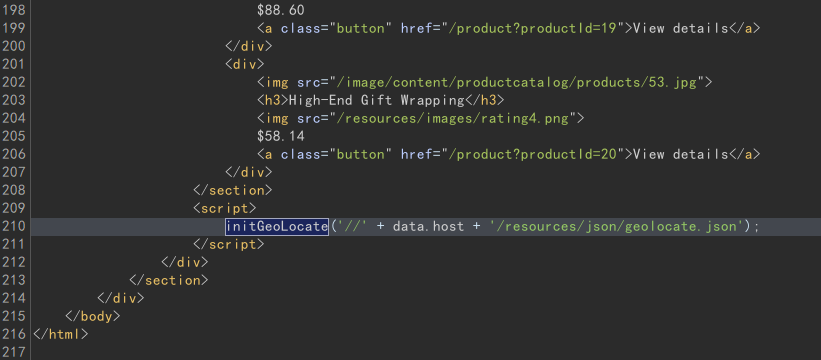 198 $88.60
199 <a class="button" href="/product?productId=19">View details</a>
200 </div>
201 <div>
202 <img src="/image/content/productcatalog/products/53.jpg">
203 <h3>High-End Gift Wrapping</h3>
204 <img src="/resources/images/rating4.png">
205 $58.14
206 <a class="button" href="/product?productId=20">View details</a>
207 </div>
208 </section>
209 <script>
210 initGeoLocate('//' + data.host + '/resources/json/geolocate.json');
211 </script>
212 </div>
213 </section>
214 </div>
215 </body>
216 </html>
217